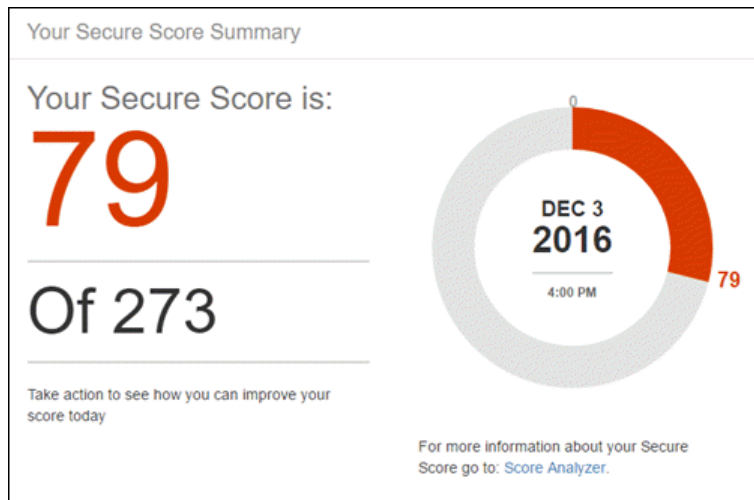 Your Secure Score Summary
Your Secure Score is:
79
Of 273
Take action to see how you can improve your
score today
0
DEC 3
2016
4:00 PM
79
For more information about your Secure
Score go to: Score Analyzer.